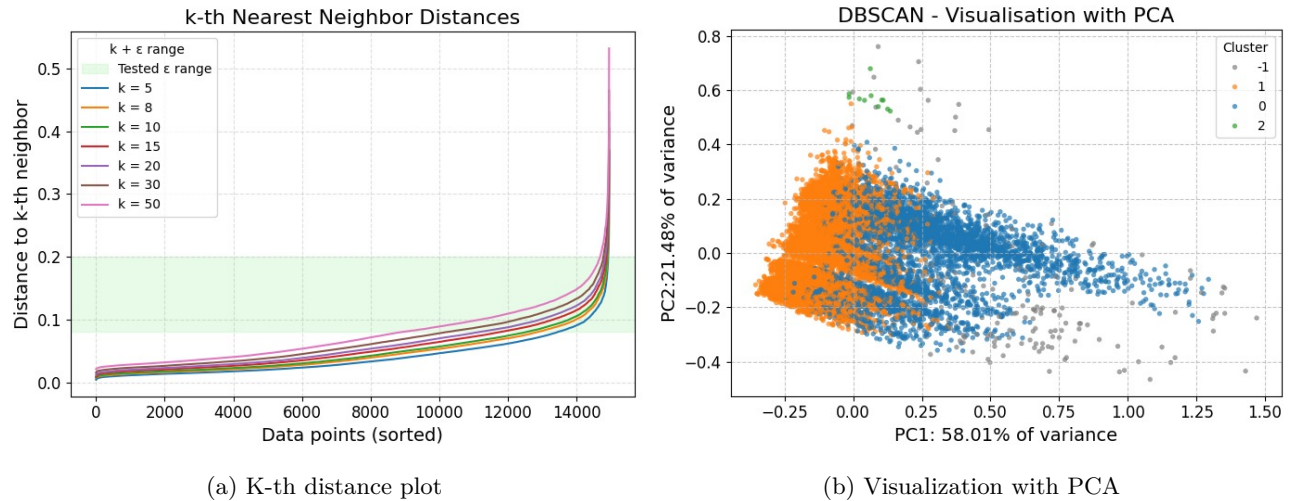 k-th Nearest Neighbor Distances
k + ε range
Tested ε range
k = 5
k = 8
k = 10
k = 15
k = 20
k = 30
k = 50
Distance to k-th neighbor
0.5
0.4
0.3
0.2
0.1
0.0
0 2000 4000 6000 8000 10000 12000 14000
Data points (sorted)
(a) K-th distance plot
DBSCAN - Visualisation with PCA
Cluster
-1
1
0
2
PC2:21.48% of variance
0.8
0.6
0.4
0.2
0.0
−0.2
−0.4
−0.25 0.00 0.25 0.50 0.75 1.00 1.25 1.50
PC1: 58.01% of variance
(b) Visualization with PCA